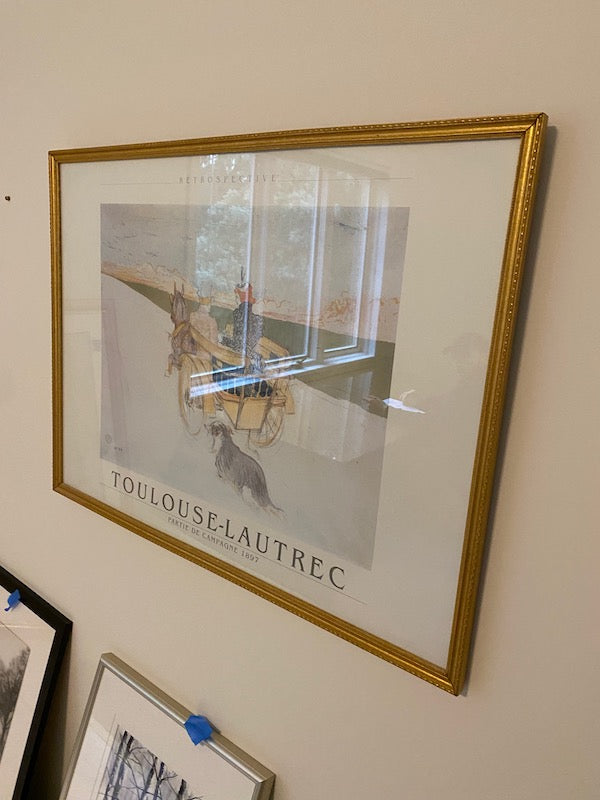 RETROSPECTIVE
TOULOUSE-LAUTREC
PARTIE DE CAMPAGNE 1897